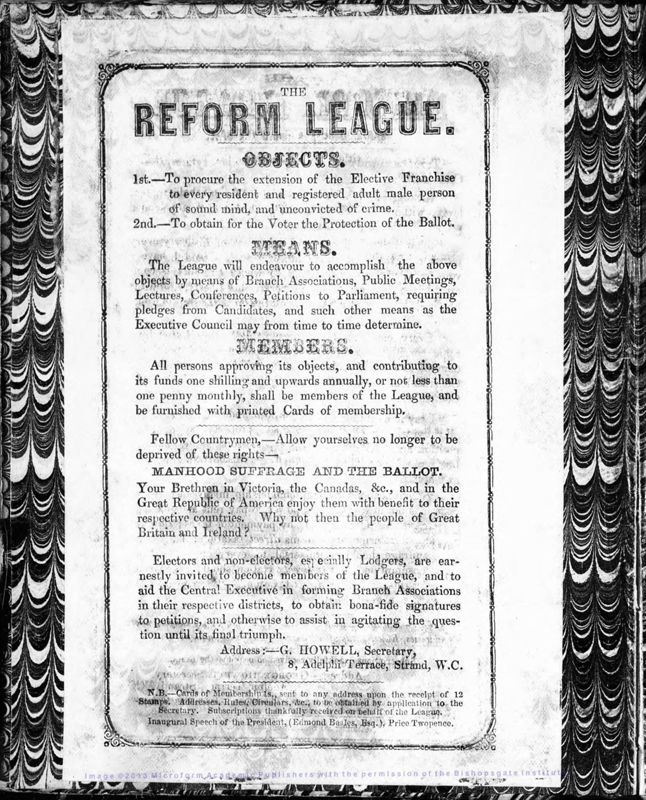 THE
REFORM LEAGUE.
OBJECTS.
1st.—To procure the extension of the Elective Franchise
to every resident and registered adult male person
of sound mind, and unconvicted of crime.
2nd.—To obtain for the Voter the Protection of the Ballot.
MEANS.
The League will endeavour to accomplish the above
objects by means of Branch Associations, Public Meetings,
Lectures, Conferences, Petitions to Parliament, requiring
pledges from Candidates, and such other means as the
Executive Council may from time to time determine.
MEMBERS.
All persons approving its objects, and contributing to
its funds one shilling and upwards annually, or not less than
one penny monthly, shall be members of the League, and
be furnished with printed Cards of membership.
Fellow Countrymen,—Allow yourselves no longer to be
deprived of these rights—
MANHOOD SUFFRAGE AND THE BALLOT.
Your Brethren in Victoria, the Canadas, &c., and in the
Great Republic of America enjoy them with benefit to their
respective countries. Why not then the people of Great
Britain and Ireland?
Electors and non-electors, especially Lodgers, are ear-
nestly invited to become members of the League, and to
aid the Central Executive in forming Branch Associations
in their respective districts, to obtain bona-fide signatures
to petitions, and otherwise to assist in agitating the ques-
tion until its final triumph.
Address:—G. HOWELL, Secretary,
8, Adelphi Terrace, Strand, W.C.
N.B.—Cards of Membership 1s., sent to any address upon the receipt of 12
Stamps. Addresses, Rules, Circulars, &c., to be obtained by application to the
Secretary. Subscriptions thankfully received on behalf of the League.
Inaugural Speech of the President, (Edmond Beales, Esq.), Price Twopence.
Image ©2013 Microform Academic Publishers with the permission of the Bishopsgate Institute